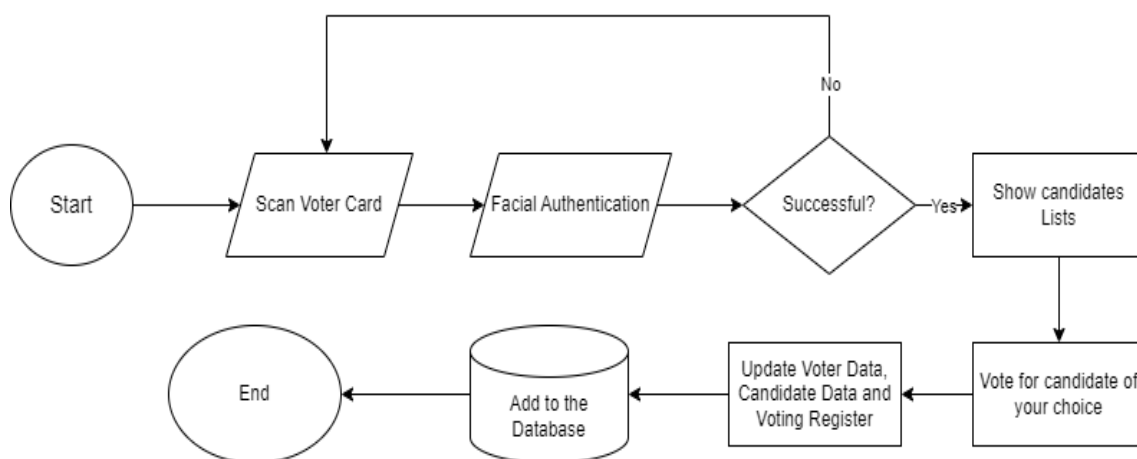 No
Start
Scan Voter Card
Facial Authentication
Successful?
Yes
Show candidates
Lists
End
Add to the
Database
Update Voter Data,
Candidate Data and
Voting Register
Vote for candidate of
your choice